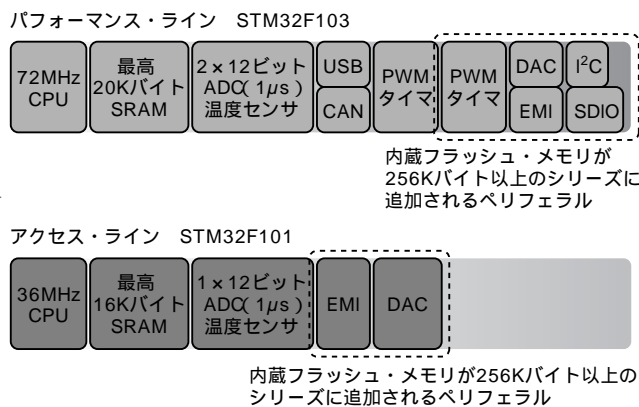 パフォーマンス・ライン　STM32F103
72MHz
CPU
最高
20Kバイト
SRAM
2×12ビット
ADC(1μs)
温度センサ
USB
CAN
PWM
タイマ
PWM
タイマ
DAC
I²C
EMI
SDIO
内蔵フラッシュ・メモリが
256Kバイト以上のシリーズに
追加されるペリフェラル
アクセス・ライン　STM32F101
36MHz
CPU
最高
16Kバイト
SRAM
1×12ビット
ADC(1μs)
温度センサ
EMI
DAC
内蔵フラッシュ・メモリが256Kバイト以上の
シリーズに追加されるペリフェラル